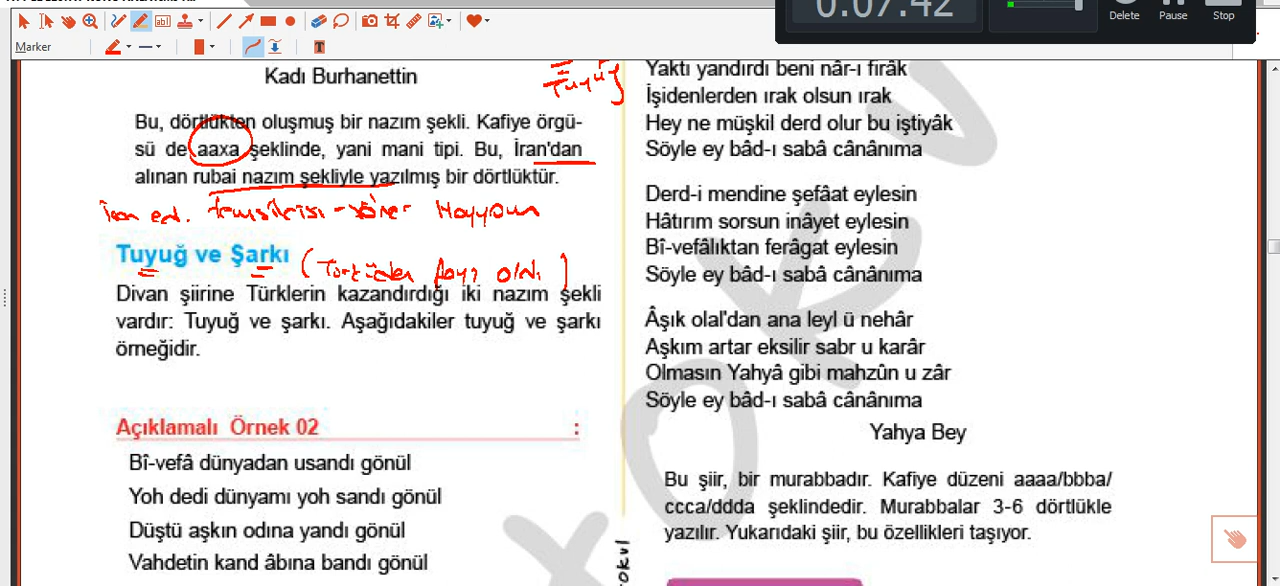 0:07:42
Delete Pause Stop
Marker
Kadı Burhanettin
Tuyuğ
Bu, dörtlükten oluşmuş bir nazım şekli. Kafiye örgü-
sü de aaxa şeklinde, yani mani tipi. Bu, İran'dan
alınan rubai nazım şekliyle yazılmış bir dörtlüktür.
İran ed. temsilcisi - Ömer Hayyam
Tuyuğ ve Şarkı
Divan şiirine Türklerin kazandırdığı iki nazım şekli
vardır: Tuyuğ ve şarkı. Aşağıdakiler tuyuğ ve şarkı
örneğidir.
Açıklamalı Örnek 02 :
Bî-vefâ dünyadan usandı gönül
Yoh dedi dünyamı yoh sandı gönül
Düştü aşkın odına yandı gönül
Vahdetin kand âbına bandı gönül
Yaktı yandırdı beni nâr-ı firâk
İşidenlerden ırak olsun ırak
Hey ne müşkil derd olur bu iştiyâk
Söyle ey bâd-ı sabâ cânânıma
Derd-i mendine şefâat eylesin
Hâtırım sorsun inâyet eylesin
Bî-vefâlıktan ferâgat eylesin
Söyle ey bâd-ı sabâ cânânıma
Âşık olal'dan ana leyl ü nehâr
Aşkım artar eksilir sabr u karâr
Olmasın Yahyâ gibi mahzûn u zâr
Söyle ey bâd-ı sabâ cânânıma
Yahya Bey
Bu şiir, bir murabbadır. Kafiye düzeni aaaa/bbba/
ccca/ddda şeklindedir. Murabbalar 3-6 dörtlükle
yazılır. Yukarıdaki şiir, bu özellikleri taşıyor.
okul